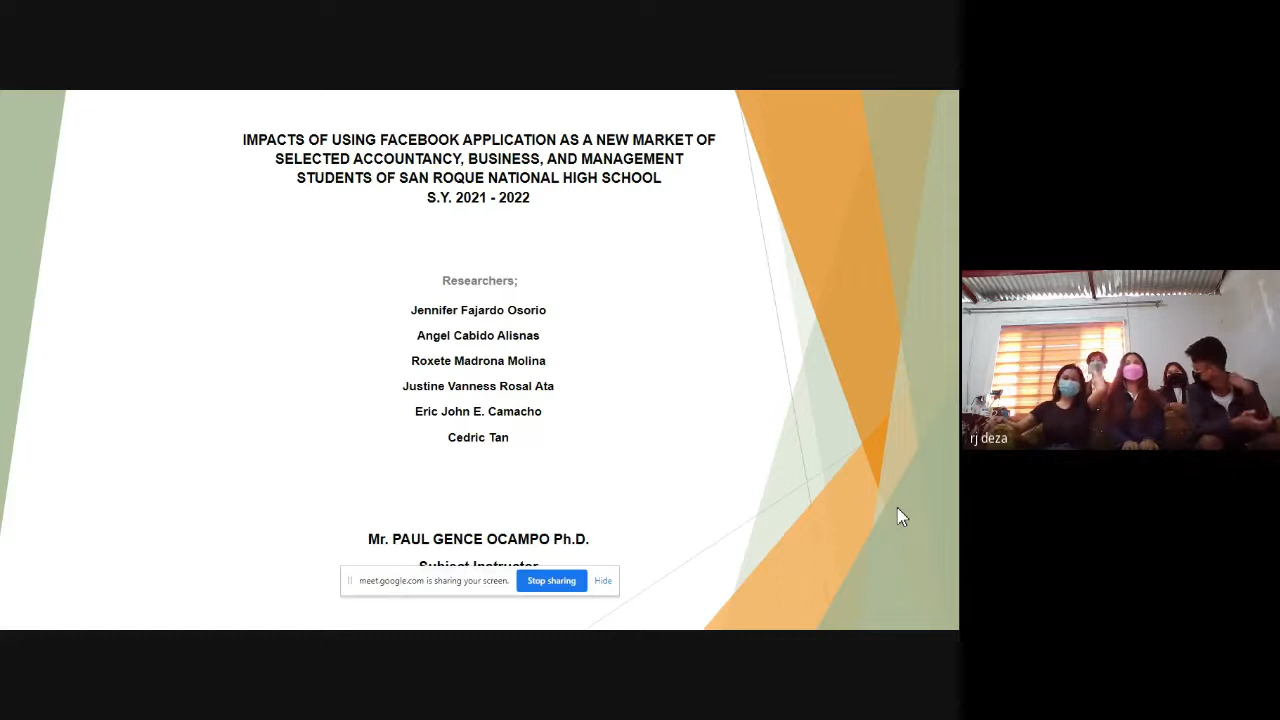 IMPACTS OF USING FACEBOOK APPLICATION AS A NEW MARKET OF
SELECTED ACCOUNTANCY, BUSINESS, AND MANAGEMENT
STUDENTS OF SAN ROQUE NATIONAL HIGH SCHOOL
S.Y. 2021 - 2022
Researchers;
Jennifer Fajardo Osorio
Angel Cabido Alisnas
Roxete Madrona Molina
Justine Vanness Rosal Ata
Eric John E. Camacho
Cedric Tan
Mr. PAUL GENCE OCAMPO Ph.D.
Subject Instructor
meet.google.com is sharing your screen.
Stop sharing
Hide
rj deza